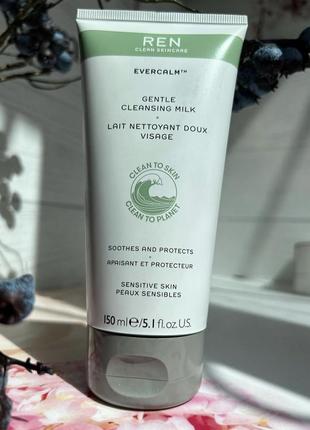 REN
CLEAN SKINCARE
EVERCALM™
GENTLE
CLEANSING MILK
•
LAIT NETTOYANT DOUX
VISAGE
CLEAN TO SKIN
CLEAN TO PLANET
SOOTHES AND PROTECTS
•
APAISANT ET PROTECTEUR
SENSITIVE SKIN
PEAUX SENSIBLES
150 ml℮/5.1 fl.oz.U.S.